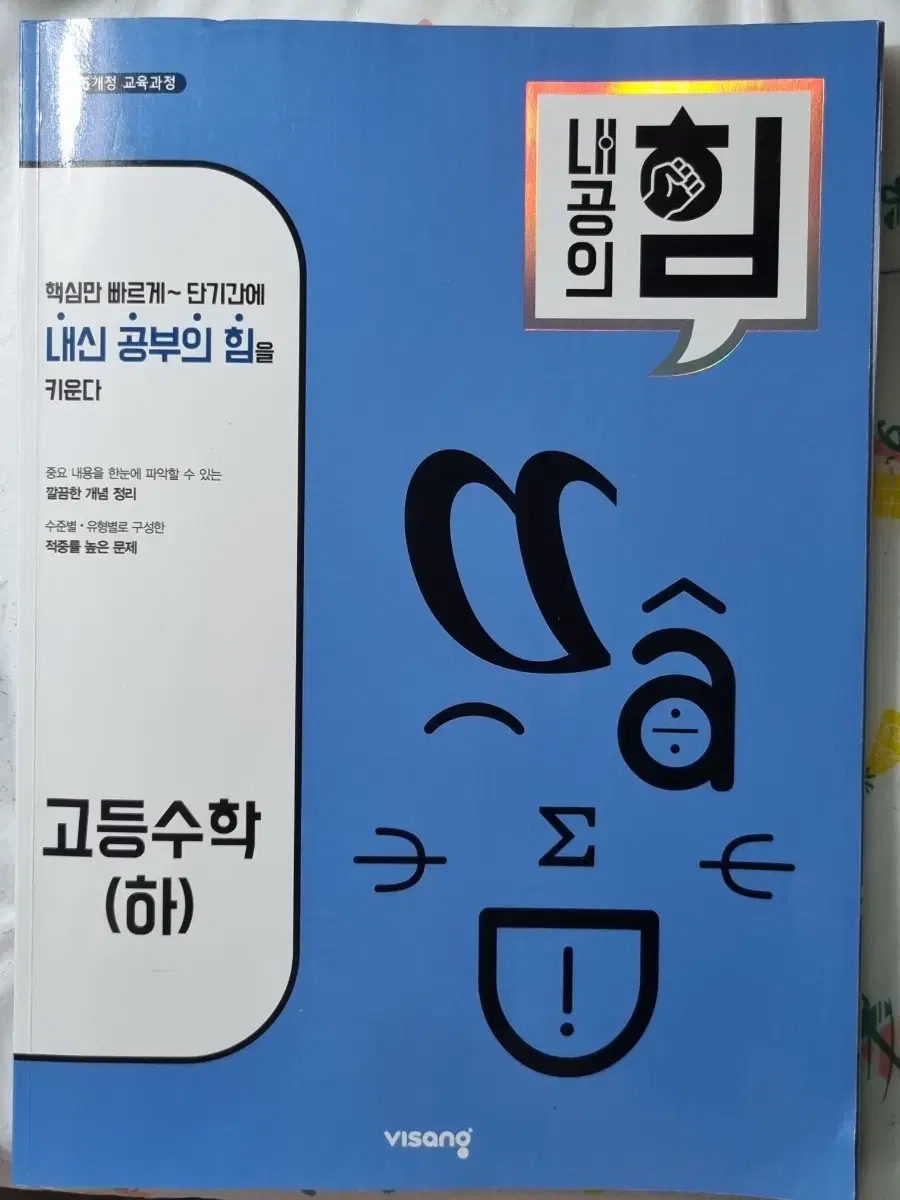 개정 교육과정
내공의
힘
핵심만 빠르게~ 단기간에
내신 공부의 힘을
키운다
중요 내용을 한눈에 파악할 수 있는
깔끔한 개념 정리
수준별·유형별로 구성한
적중률 높은 문제
a
Σ
!
고등수학
(하)
visang